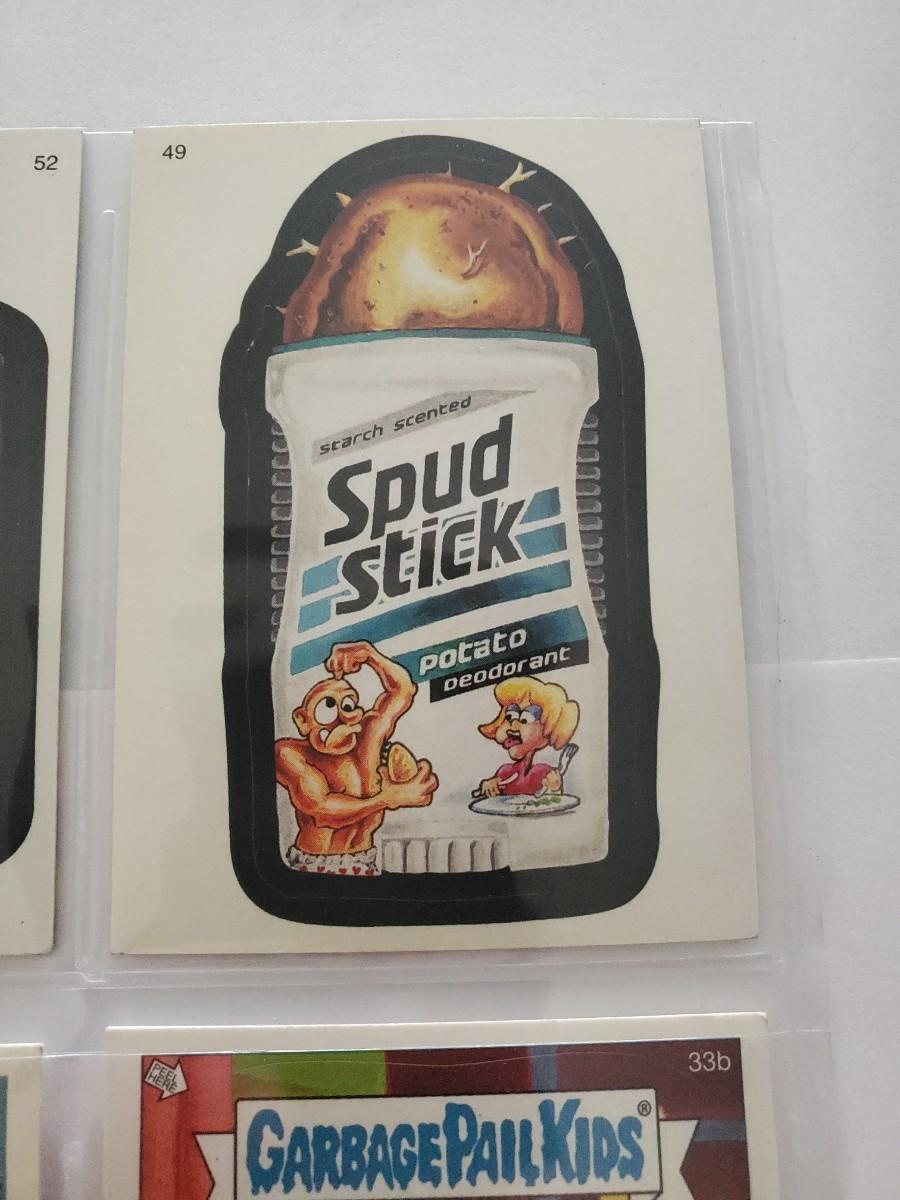 52
49
starch scented
Spud
stick
potato
Deodorant
PEEL
HERE
33b
GARBAGE PAIL KIDS®